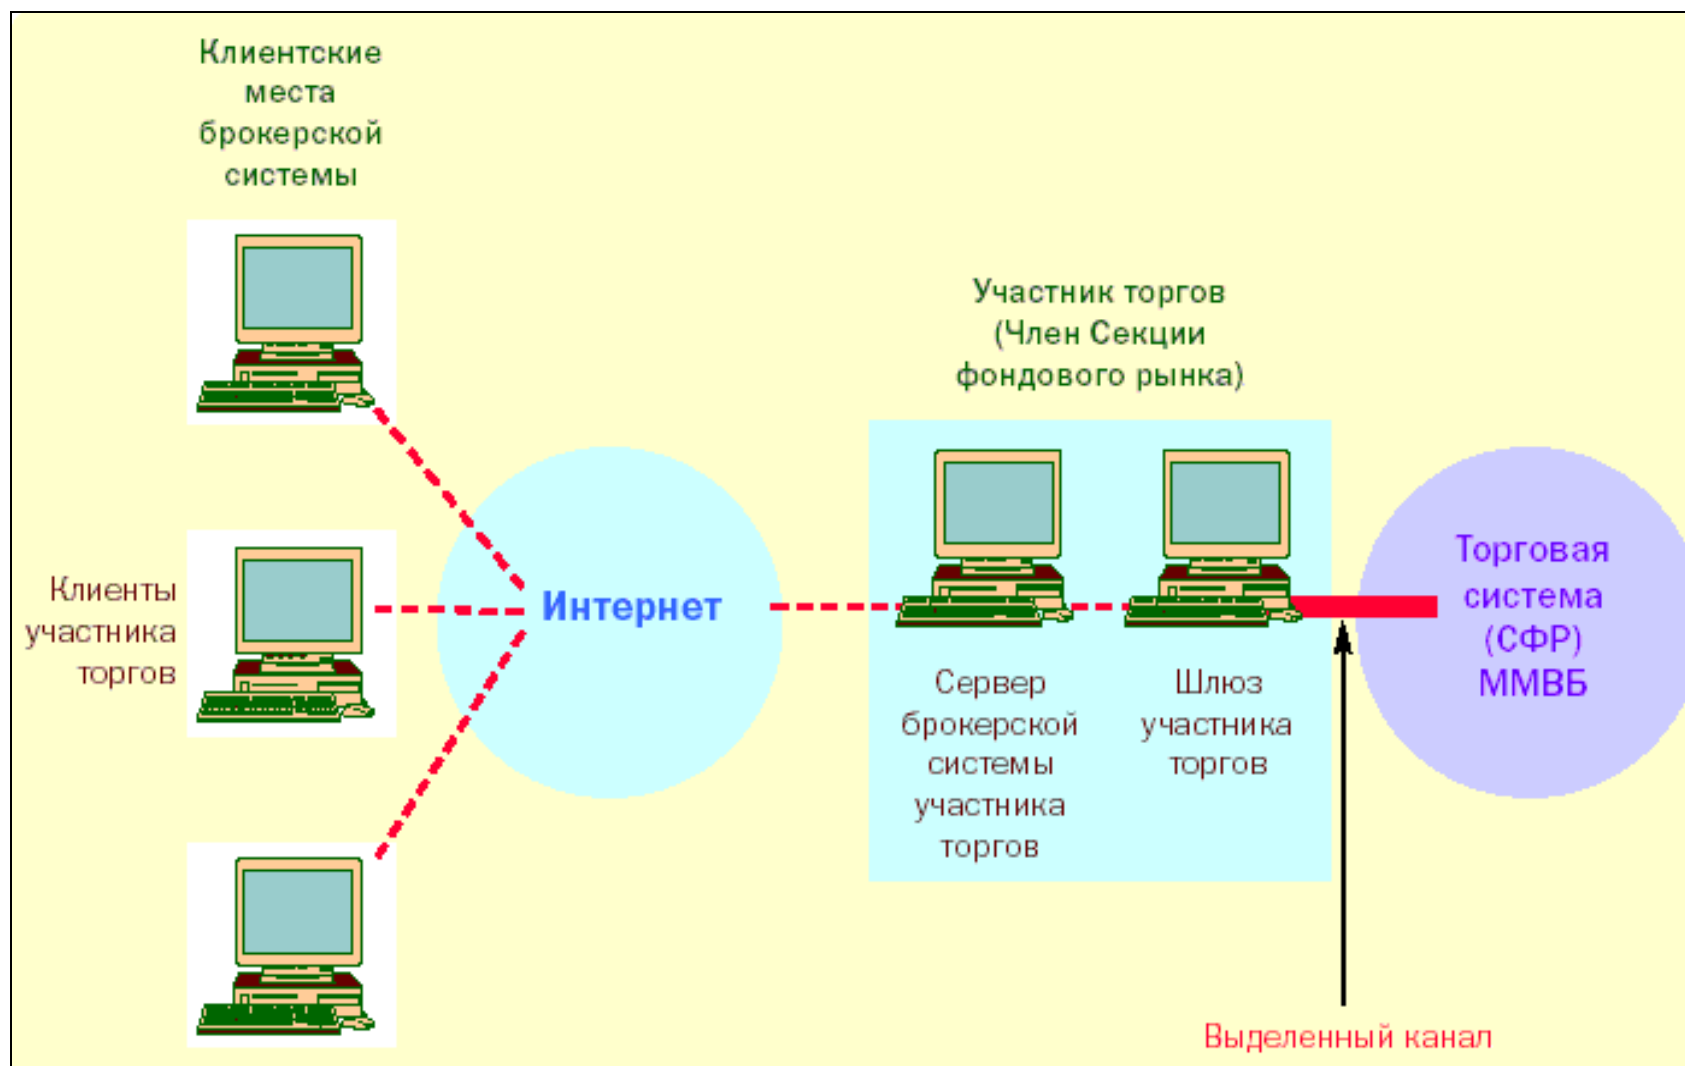 Клиентские
места
брокерской
системы
Клиенты
участника
торгов
Интернет
Участник торгов
(Член Секции
фондового рынка)
Сервер
брокерской
системы
участника
торгов
Шлюз
участника
торгов
Торговая
система
(СФР)
ММВБ
Выделенный канал